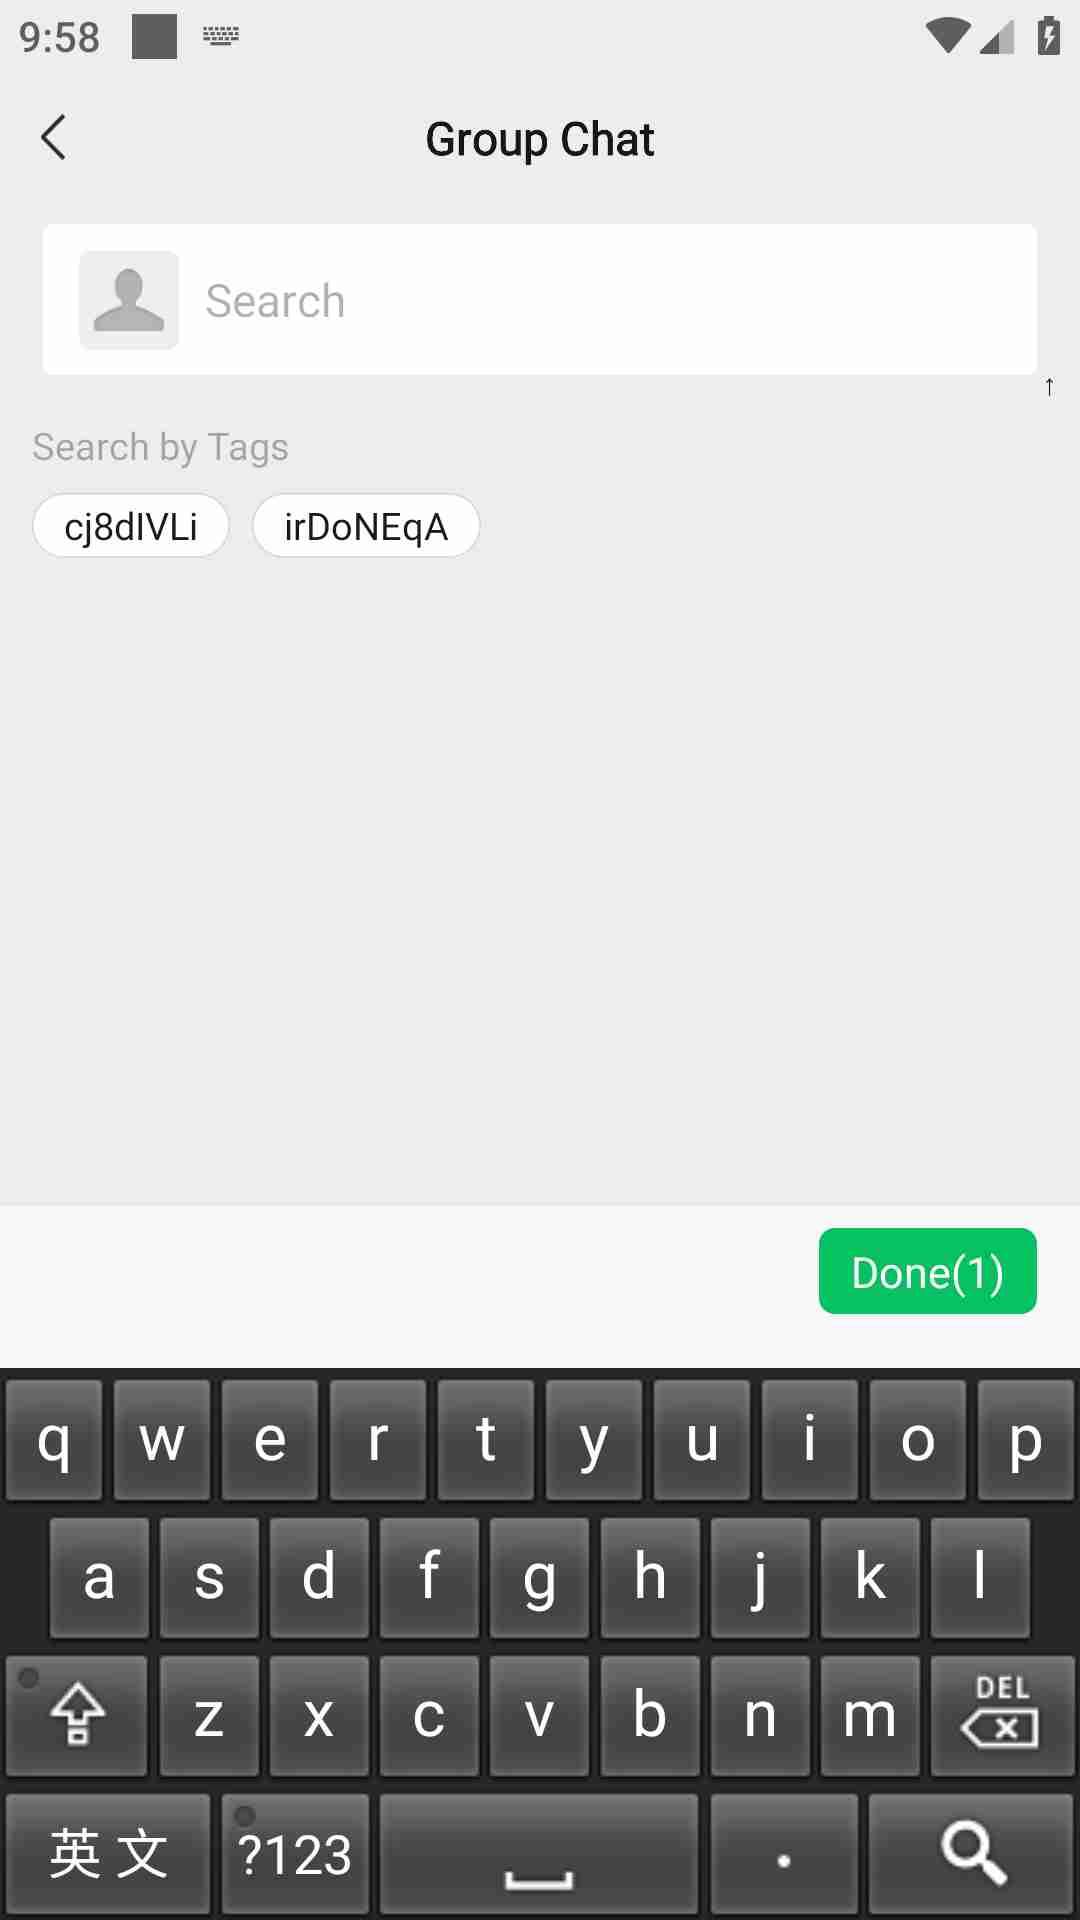 9:58
Group Chat
Search
↑
Search by Tags
cj8dlVLi irDoNEqA
Done(1)
q w e r t y u i o p
a s d f g h j k l
z x c v b n m DEL
英文 ?123 .